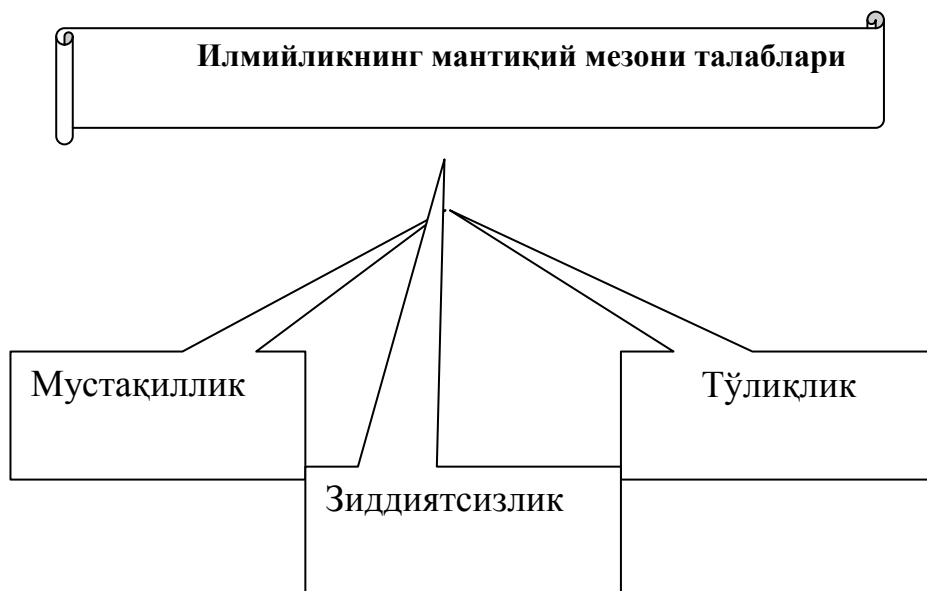 Илмийликнинг мантиқий мезони талаблари
Мустақиллик
Тўлиқлик
Зиддиятсизлик